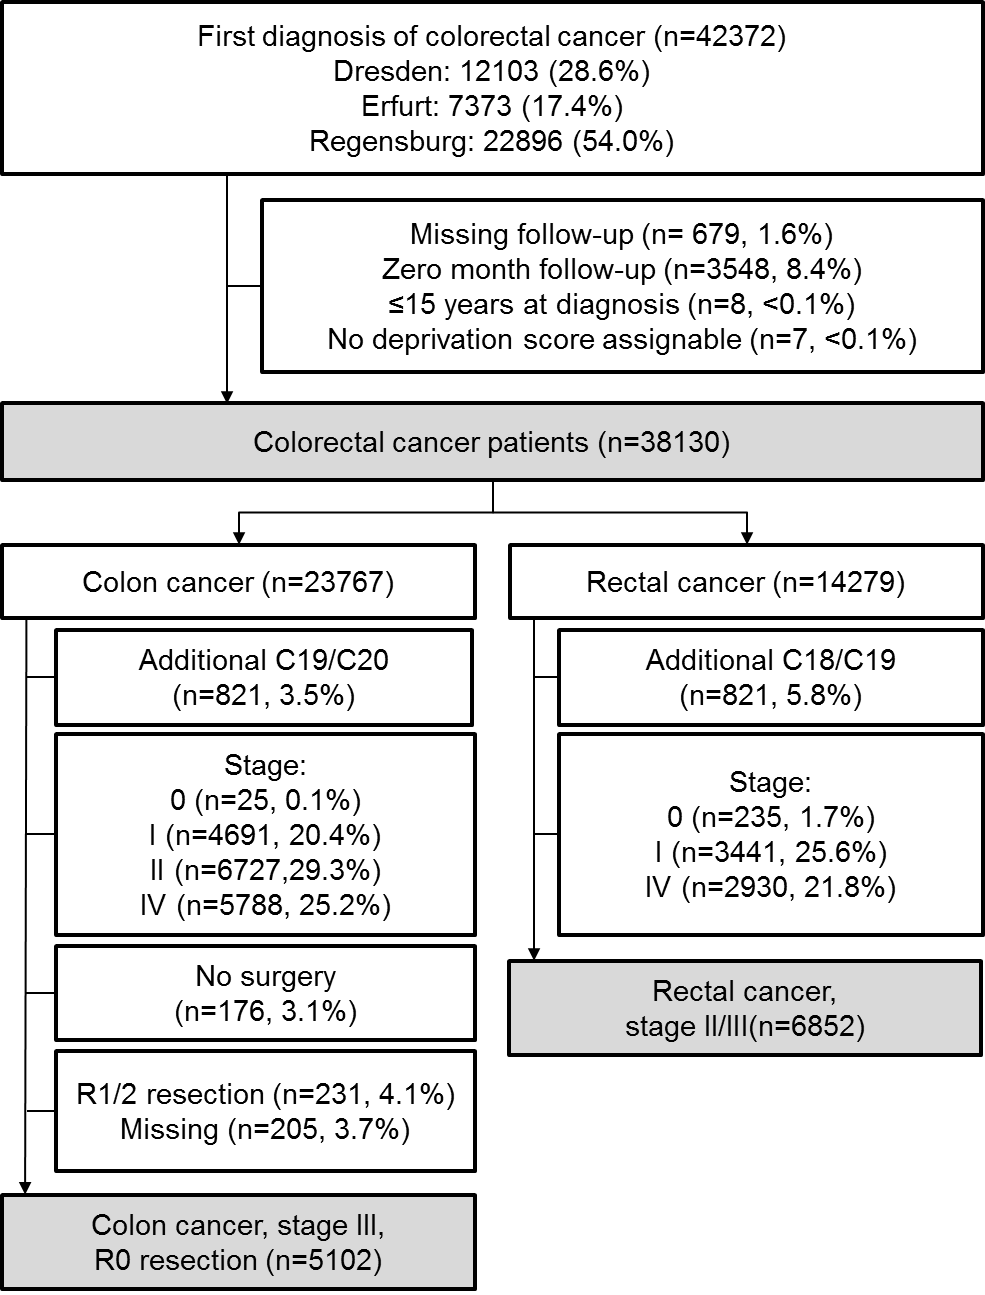 First diagnosis of colorectal cancer (n=42372)
Dresden: 12103 (28.6%)
Erfurt: 7373 (17.4%)
Regensburg: 22896 (54.0%)
Missing follow-up (n= 679, 1.6%)
Zero month follow-up (n=3548, 8.4%)
≤15 years at diagnosis (n=8, <0.1%)
No deprivation score assignable (n=7, <0.1%)
Colorectal cancer patients (n=38130)
Colon cancer (n=23767)
Additional C19/C20
(n=821, 3.5%)
Stage:
0 (n=25, 0.1%)
I (n=4691, 20.4%)
II (n=6727,29.3%)
IV (n=5788, 25.2%)
No surgery
(n=176, 3.1%)
R1/2 resection (n=231, 4.1%)
Missing (n=205, 3.7%)
Colon cancer, stage III,
R0 resection (n=5102)
Rectal cancer (n=14279)
Additional C18/C19
(n=821, 5.8%)
Stage:
0 (n=235, 1.7%)
I (n=3441, 25.6%)
IV (n=2930, 21.8%)
Rectal cancer,
stage II/III(n=6852)